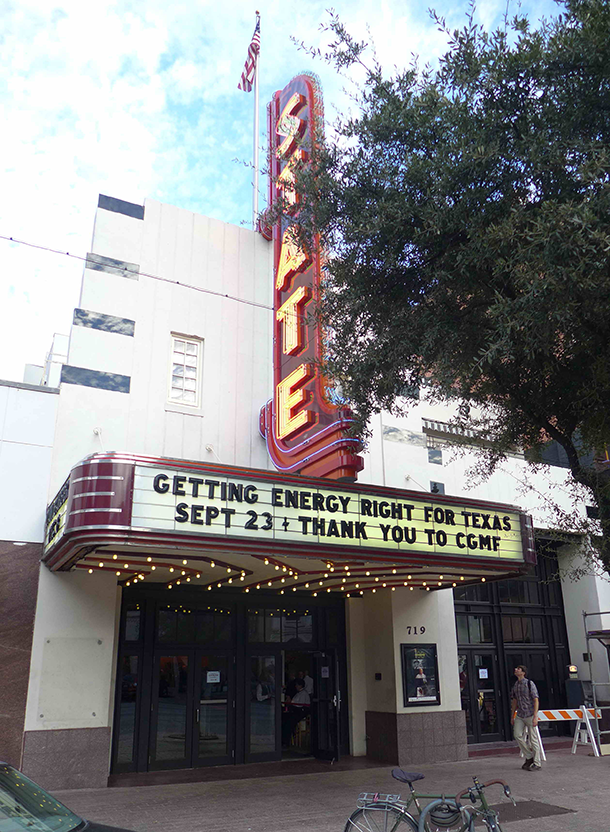 STATE
GETTING ENERGY RIGHT FOR TEXAS
SEPT 23 + THANK YOU TO CGMF
719